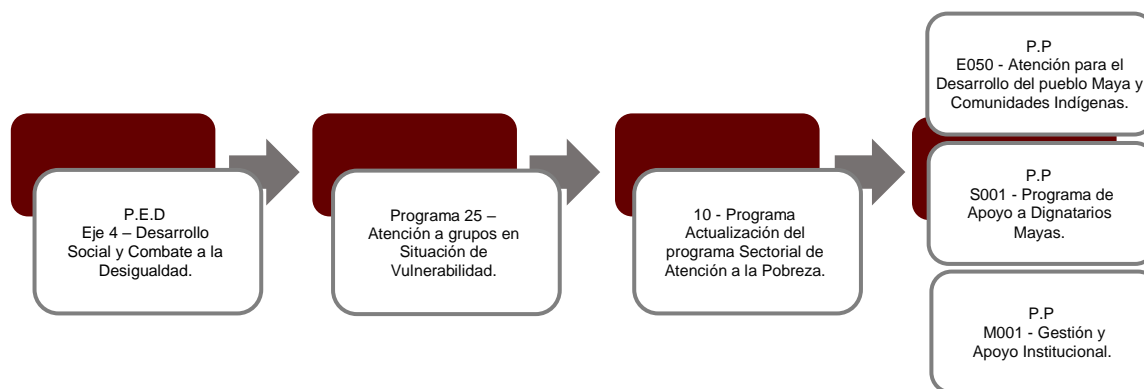 P.E.D
Eje 4 – Desarrollo
Social y Combate a la
Desigualdad.
Programa 25 –
Atención a grupos en
Situación de
Vulnerabilidad.
10 - Programa
Actualización del
programa Sectorial de
Atención a la Pobreza.
P.P
E050 - Atención para el
Desarrollo del pueblo Maya y
Comunidades Indígenas.
P.P
S001 - Programa de
Apoyo a Dignatarios
Mayas.
P.P
M001 - Gestión y
Apoyo Institucional.